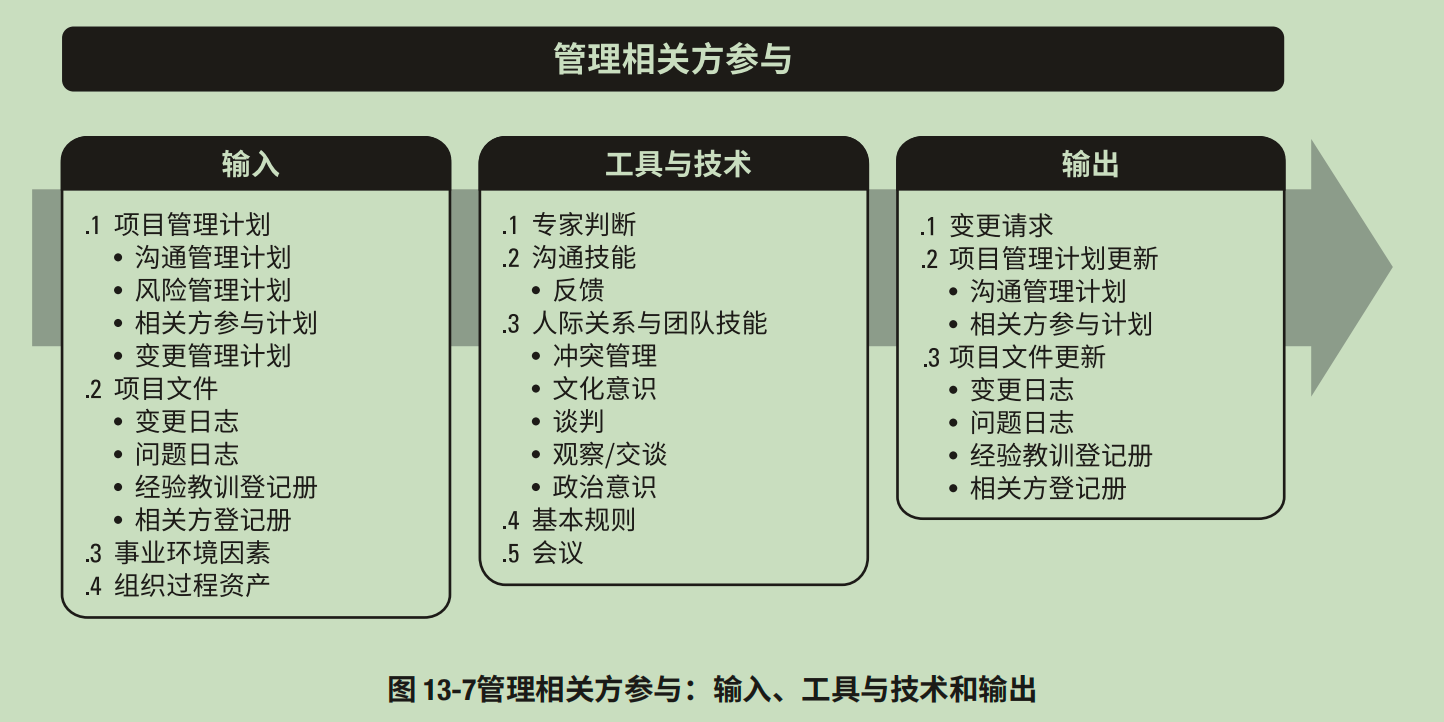 管理相关方参与
输入
.1 项目管理计划
• 沟通管理计划
• 风险管理计划
• 相关方参与计划
• 变更管理计划
.2 项目文件
• 变更日志
• 问题日志
• 经验教训登记册
• 相关方登记册
.3 事业环境因素
.4 组织过程资产
工具与技术
.1 专家判断
.2 沟通技能
• 反馈
.3 人际关系与团队技能
• 冲突管理
• 文化意识
• 谈判
• 观察/交谈
• 政治意识
.4 基本规则
.5 会议
输出
.1 变更请求
.2 项目管理计划更新
• 沟通管理计划
• 相关方参与计划
.3 项目文件更新
• 变更日志
• 问题日志
• 经验教训登记册
• 相关方登记册
图 13-7管理相关方参与：输入、工具与技术和输出